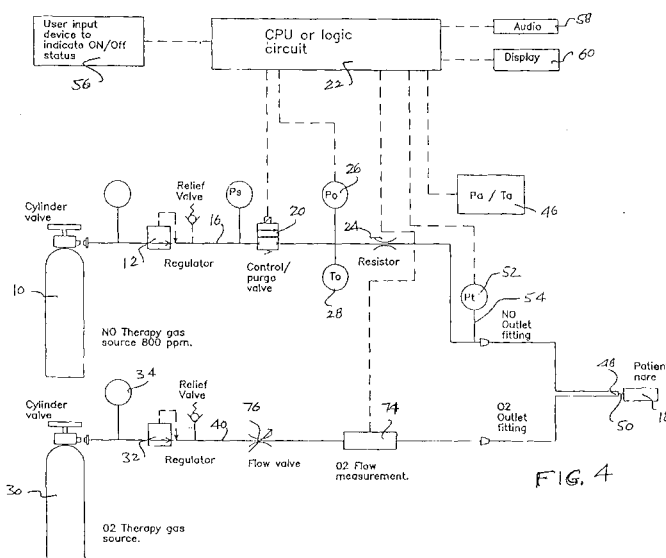 User input
device to
indicate ON/Off
status
56
CPU or logic
circuit
22
Audio
58
Display
60
Pa / Ta
46
Cylinder
valve
12
Regulator
Relief
Valve
16
Ps
20
Control/
purge
valve
Po
26
To
28
24
Resistor
Pt
52
54
NO
Outlet
fitting
10
NO Therapy gas
source 800 ppm.
Patien
nare
48
50
18
34
Cylinder
valve
32
Regulator
Relief
Valve
40
76
Flow valve
74
O2 Flow
measurement.
O2
Outlet
fitting
30
O2 Therapy gas
source.
FIG. 4